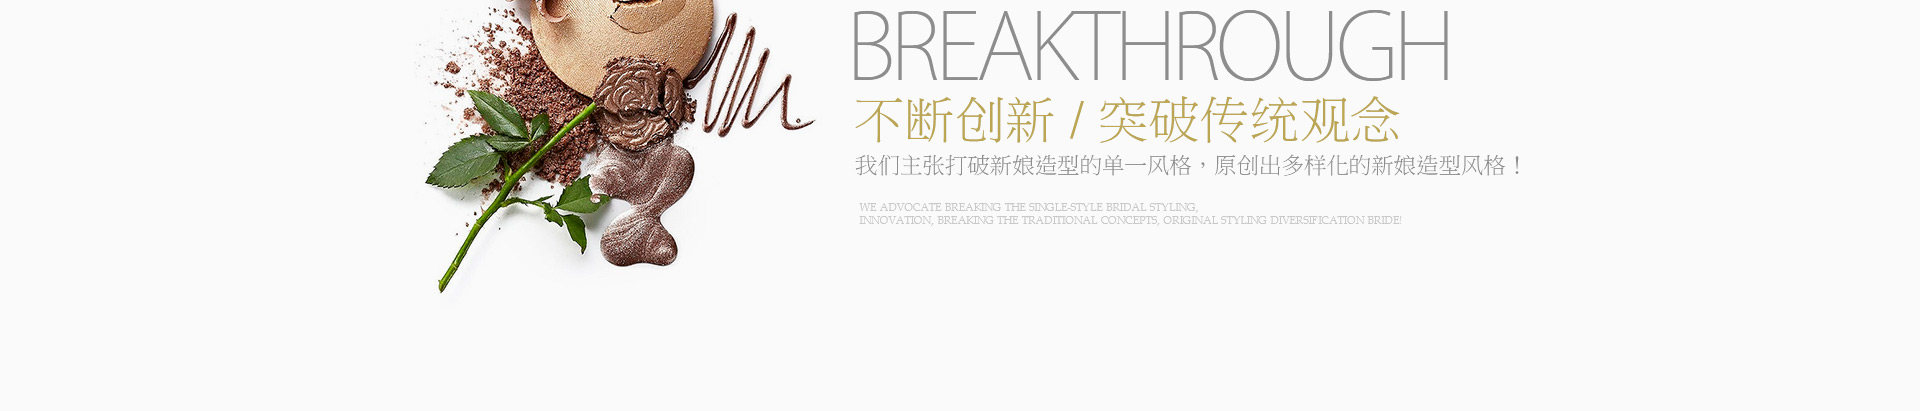 BREAKTHROUGH
不断创新 / 突破传统观念
我们主张打破新娘造型的单一风格，原创出多样化的新娘造型风格！
WE ADVOCATE BREAKING THE SINGLE-STYLE BRIDAL STYLING,
INNOVATION, BREAKING THE TRADITIONAL CONCEPTS, ORIGINAL STYLING DIVERSIFICATION BRIDE!